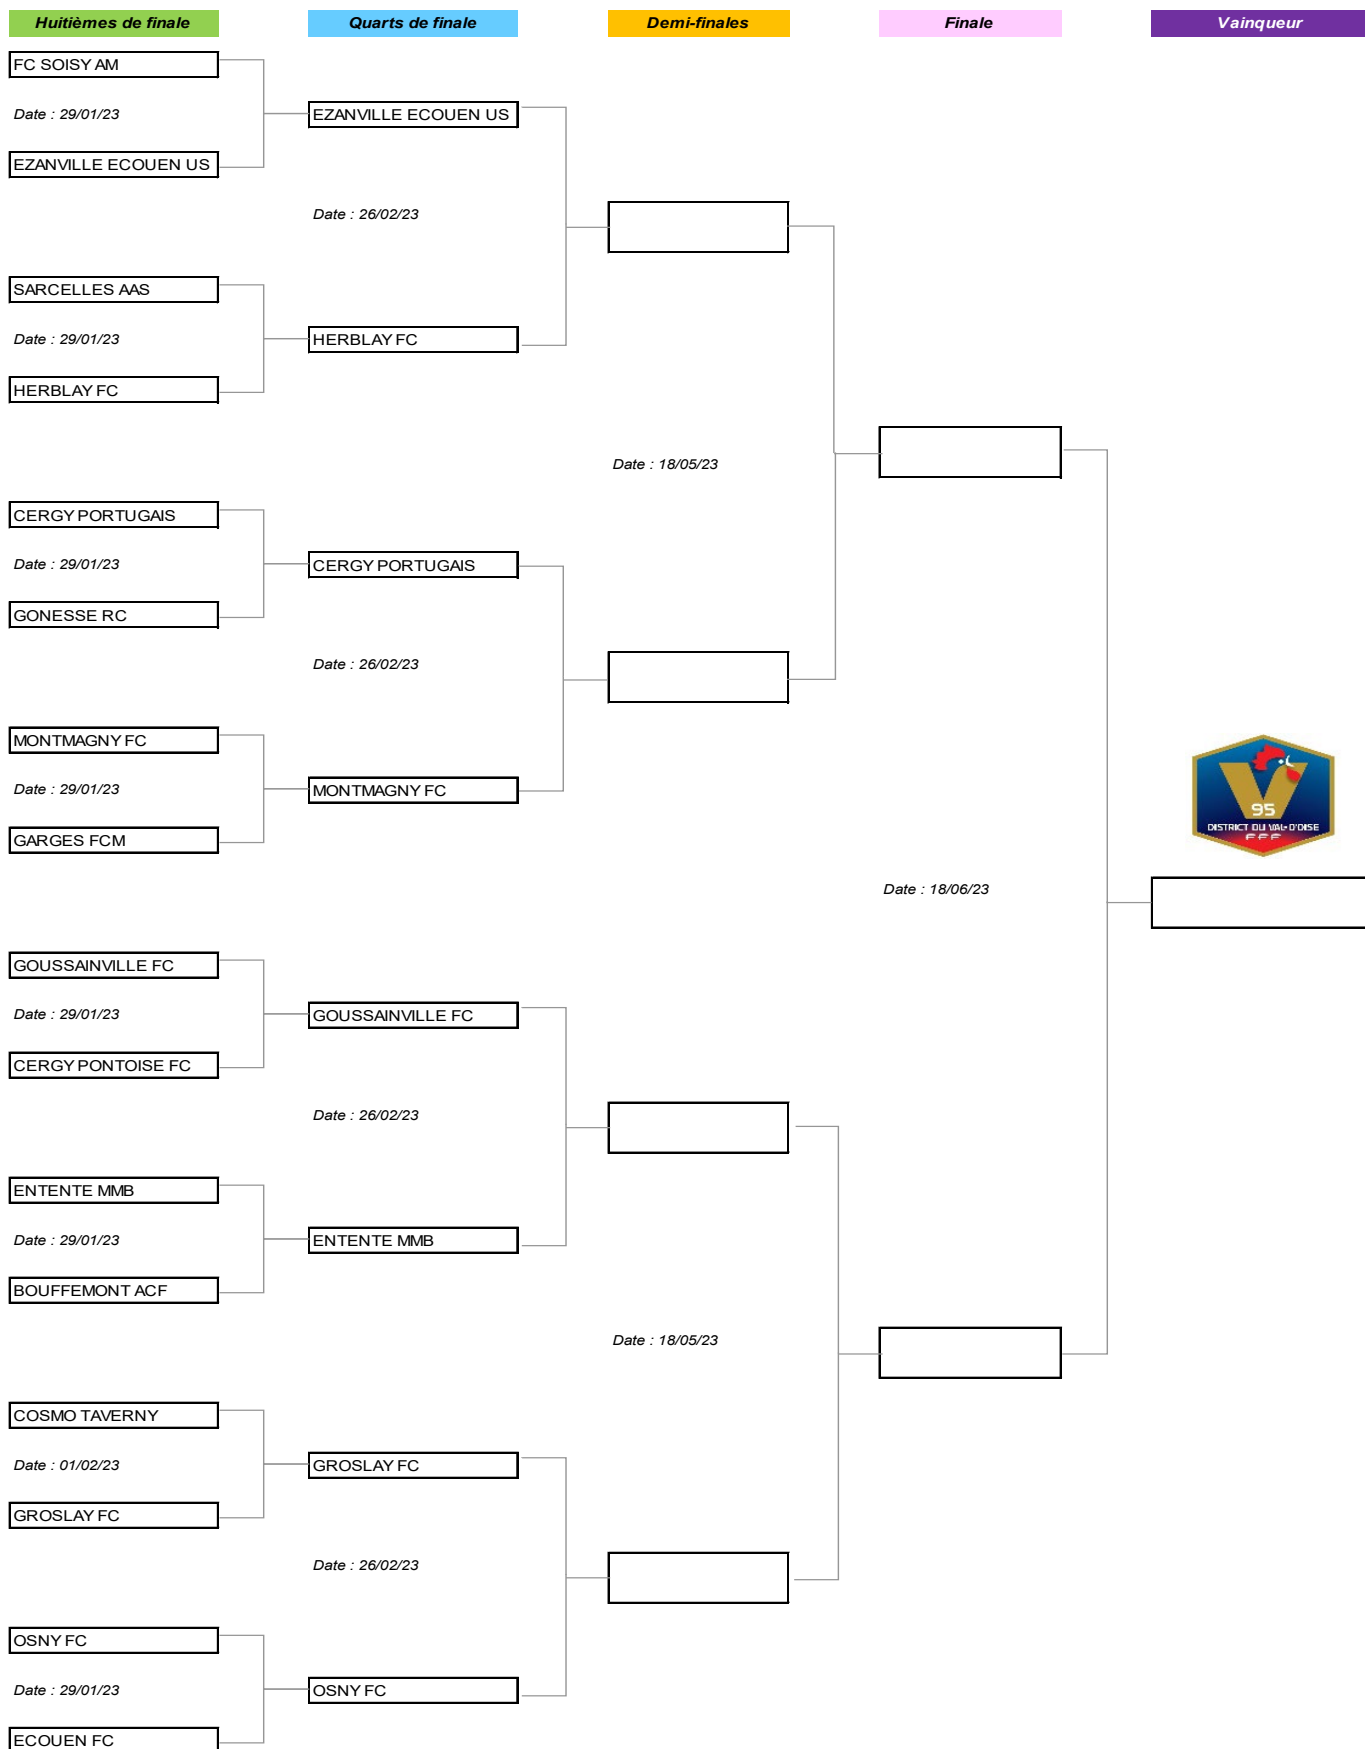 Huitièmes de finale
Quarts de finale
Demi-finales
Finale
Vainqueur
FC SOISY AM
Date : 29/01/23
EZANVILLE ECOUEN US
EZANVILLE ECOUEN US
Date : 26/02/23
SARCELLES AAS
Date : 29/01/23
HERBLAY FC
HERBLAY FC
Date : 18/05/23
CERGY PORTUGAIS
Date : 29/01/23
CERGY PORTUGAIS
GONESSE RC
Date : 26/02/23
MONTMAGNY FC
Date : 29/01/23
MONTMAGNY FC
GARGES FCM
95
DISTRICT DU VAL D'OISE
FFF
Date : 18/06/23
GOUSSAINVILLE FC
Date : 29/01/23
GOUSSAINVILLE FC
CERGY PONTOISE FC
Date : 26/02/23
ENTENTE MMB
Date : 29/01/23
ENTENTE MMB
BOUFFEMONT ACF
Date : 18/05/23
COSMO TAVERNY
Date : 01/02/23
GROSLAY FC
GROSLAY FC
Date : 26/02/23
OSNY FC
Date : 29/01/23
OSNY FC
ECOUEN FC